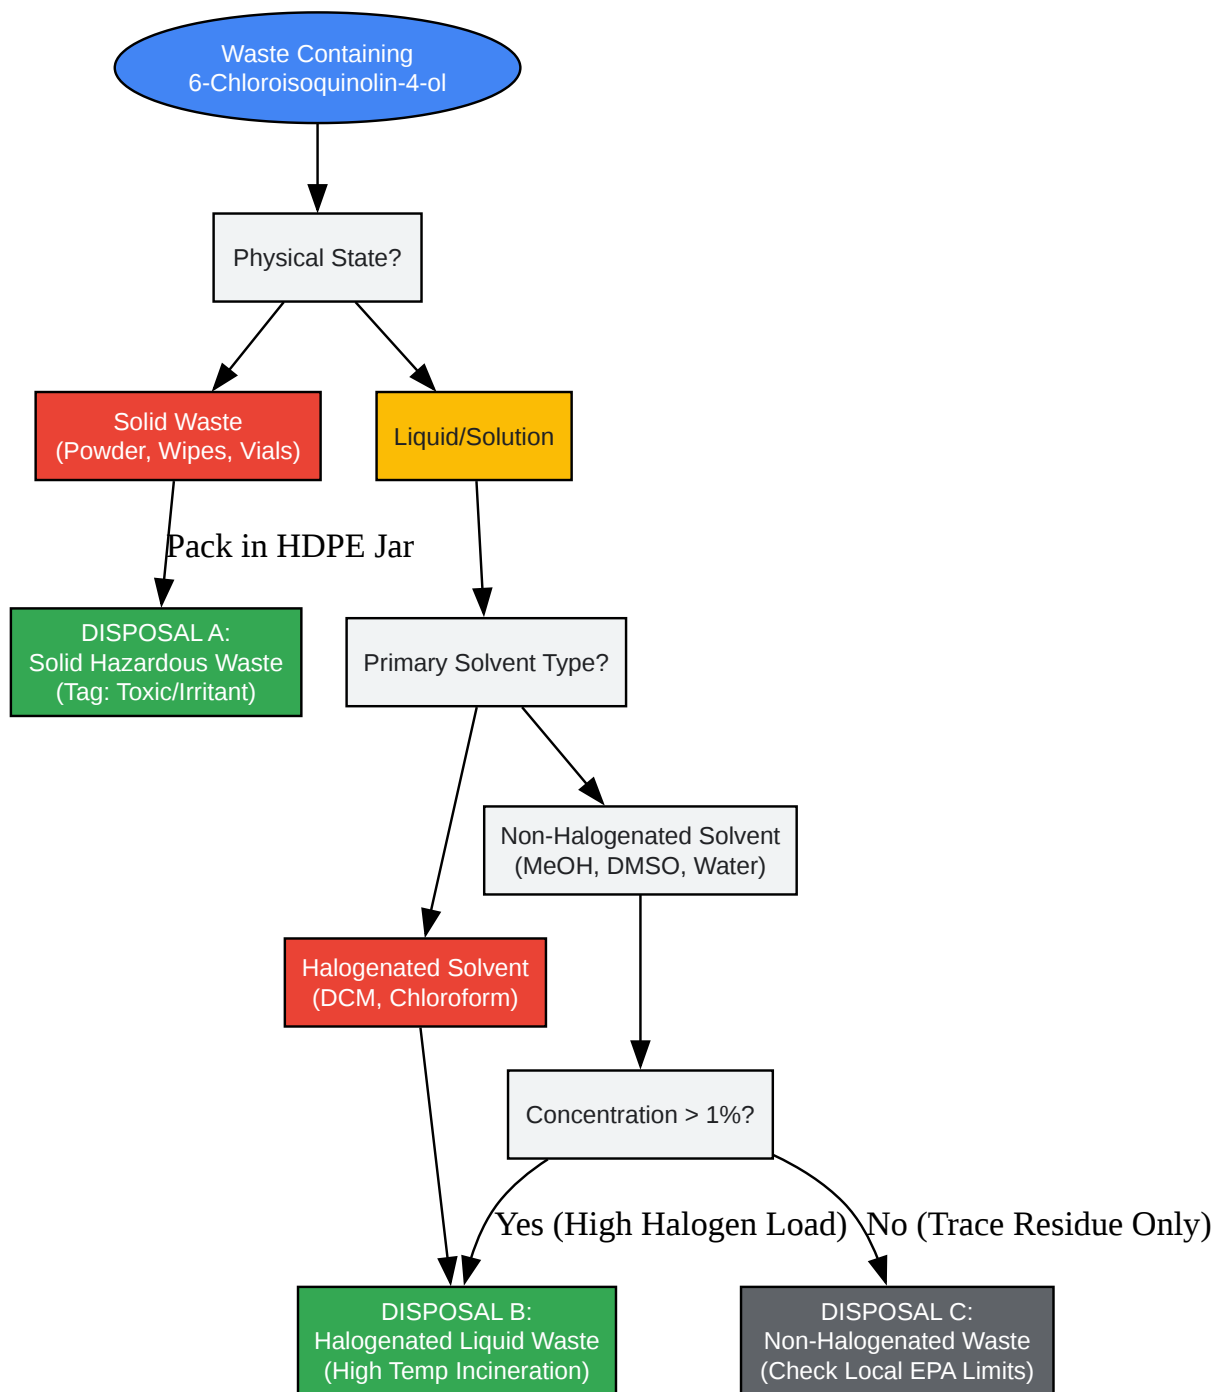 Waste Containing
6-Chloroisoquinolin-4-ol
Physical State?
Solid Waste
(Powder, Wipes, Vials)
Liquid/Solution
Pack in HDPE Jar
DISPOSAL A:
Solid Hazardous Waste
(Tag: Toxic/Irritant)
Primary Solvent Type?
Non-Halogenated Solvent
(MeOH, DMSO, Water)
Halogenated Solvent
(DCM, Chloroform)
Concentration > 1%?
Yes (High Halogen Load)
No (Trace Residue Only)
DISPOSAL B:
Halogenated Liquid Waste
(High Temp Incineration)
DISPOSAL C:
Non-Halogenated Waste
(Check Local EPA Limits)